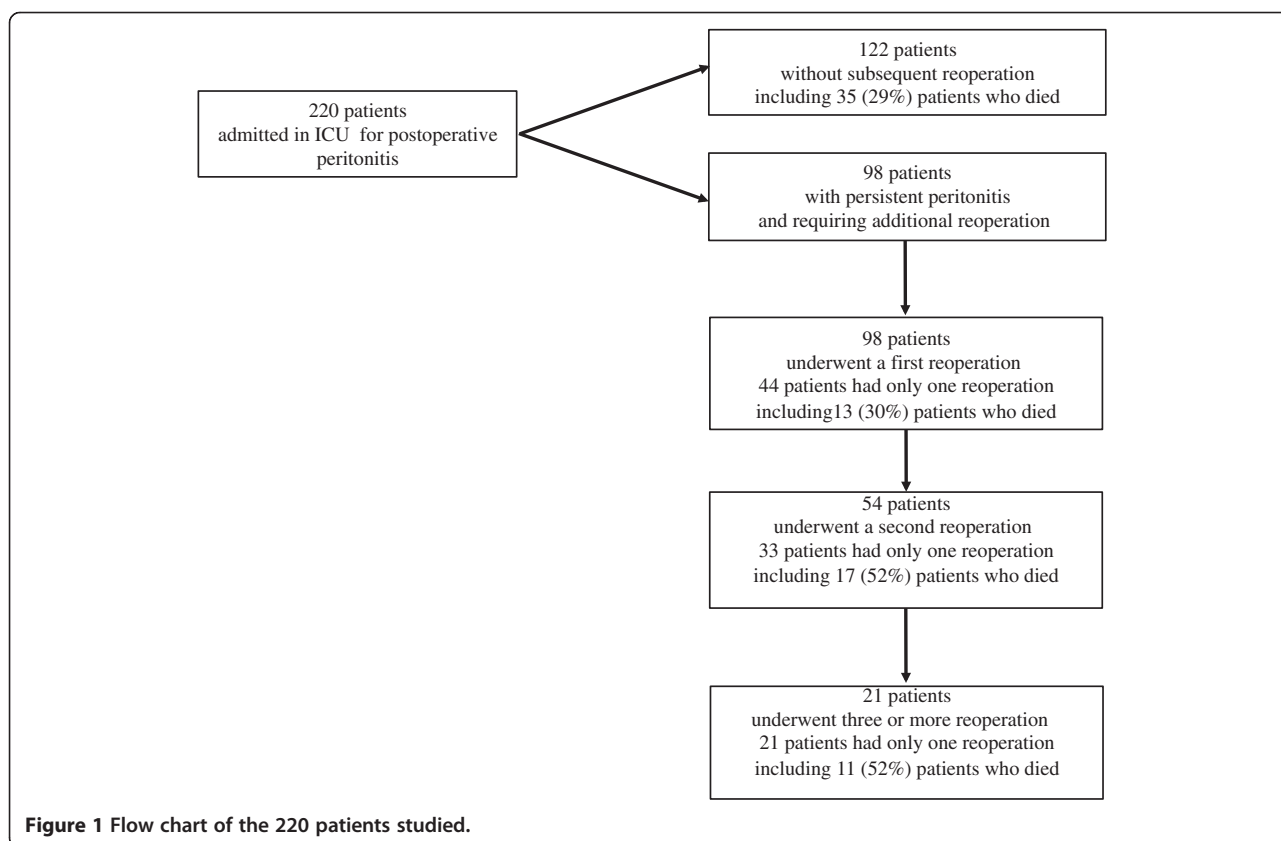 122 patients
without subsequent reoperation
including 35 (29%) patients who died
220 patients
admitted in ICU for postoperative
peritonitis
98 patients
with persistent peritonitis
and requiring additional reoperation
98 patients
underwent a first reoperation
44 patients had only one reoperation
including13 (30%) patients who died
54 patients
underwent a second reoperation
33 patients had only one reoperation
including 17 (52%) patients who died
21 patients
underwent three or more reoperation
21 patients had only one reoperation
including 11 (52%) patients who died
Figure 1 Flow chart of the 220 patients studied.